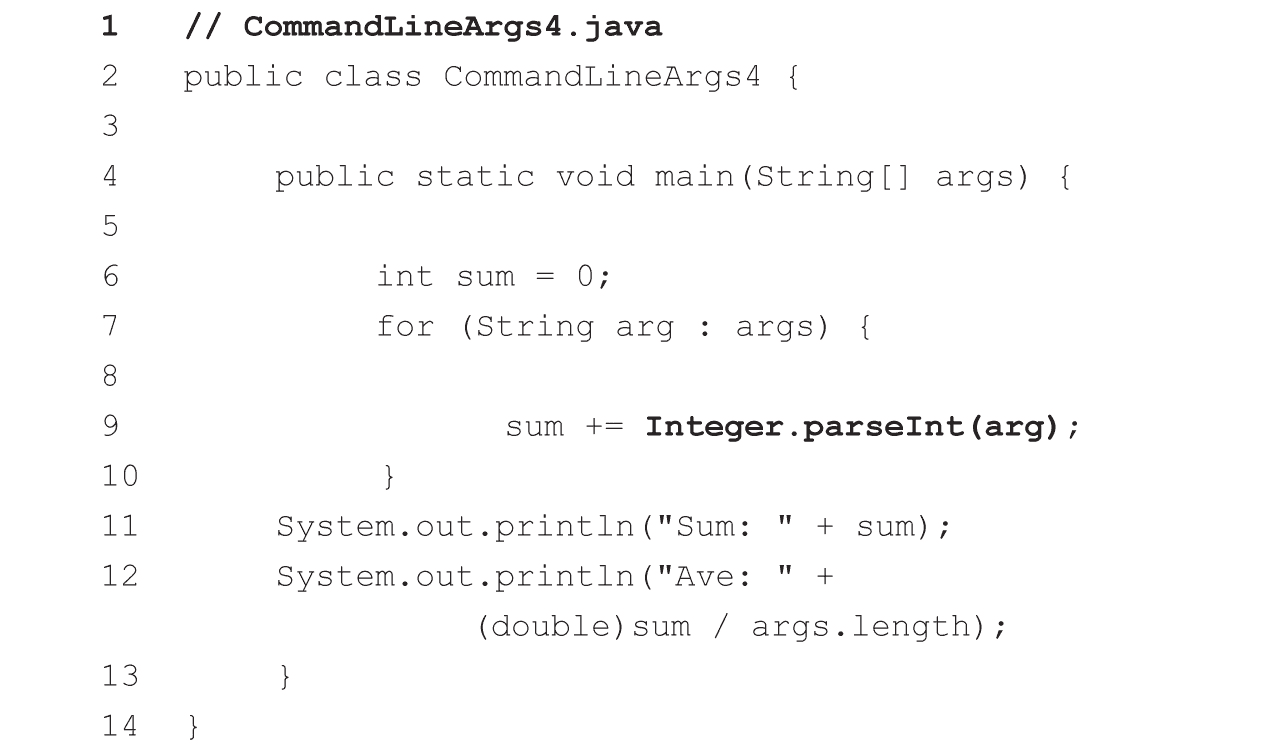 1 // CommandLineArgs4.java
2 public class CommandLineArgs4 {
3
4 public static void main(String[] args) {
5
6 int sum = 0;
7 for (String arg : args) {
8
9 sum += Integer.parseInt(arg);
10 }
11 System.out.println("Sum: " + sum);
12 System.out.println("Ave: " +
(double)sum / args.length);
13 }
14 }